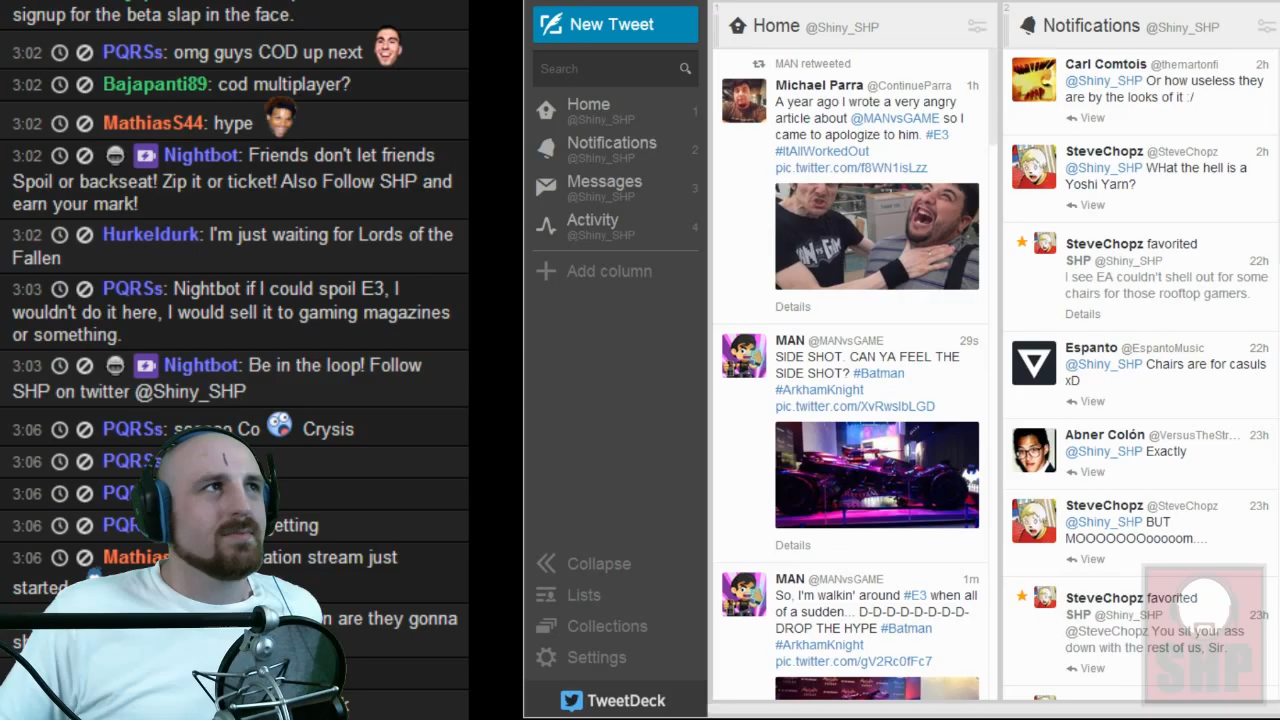 signup for the beta slap in the face.
3:02 PQRSs: omg guys COD up next
3:02 Bajapanti89: cod multiplayer?
3:02 MathiasS44: hype
3:02 Nightbot: Friends don't let friends
Spoil or backseat! Zip it or ticket! Also Follow SHP and
earn your mark!
3:02 Hurkeldurk: I'm just waiting for Lords of the
Fallen
3:03 PQRSs: Nightbot if I could spoil E3, I
wouldn't do it here, I would sell it to gaming magazines
or something.
3:03 Nightbot: Be in the loop! Follow
SHP on twitter @Shiny_SHP
3:06 PQRSs: Co Crysis
3:06 PQRSs
3:06 PQ
3:06 PQR etting
3:06 Mathias ation stream just
started
n are they gonna
New Tweet
Search
Home 1
@Shiny_SHP
Notifications 2
@Shiny_SHP
Messages 3
@Shiny_SHP
Activity 4
@Shiny_SHP
Add column
Collapse
Lists
Collections
Settings
TweetDeck
1
Home @Shiny_SHP
MAN retweeted
Michael Parra @ContinueParra 1h
A year ago I wrote a very angry
article about @MANvsGAME so I
came to apologize to him. #E3
#ItAllWorkedOut
pic.twitter.com/f8WN1isLzz
Details
MAN @MANvsGAME 29s
SIDE SHOT. CAN YA FEEL THE
SIDE SHOT? #Batman
#ArkhamKnight
pic.twitter.com/XvRwslbLGD
Details
MAN @MANvsGAME 1m
So, I'm walkin' around #E3 when all
of a sudden... D-D-D-D-D-D-D-D-
DROP THE HYPE #Batman
#ArkhamKnight
pic.twitter.com/gV2Rc0fFc7
2
Notifications @Shiny_SHP
Carl Comtois @themartonfi 2h
@Shiny_SHP Or how useless they
are by the looks of it :/
View
SteveChopz @SteveChopz 2h
@Shiny_SHP What the hell is a
Yoshi Yarn?
View
SteveChopz favorited
SHP @Shiny_SHP 22h
I see EA couldn't shell out for some
chairs for those rooftop gamers.
Details
Espanto @EspantoMusic 22h
@Shiny_SHP Chairs are for casuls
xD
View
Abner Colón @VersusTheStr... 23h
@Shiny_SHP Exactly
View
SteveChopz @SteveChopz 23h
@Shiny_SHP BUT
MOOOOOOOooooom....
View
SteveChopz favorited
SHP @Shiny_SHP 23h
@SteveChopz You sit your ass
down with the rest of us, Sir.
View
SHP